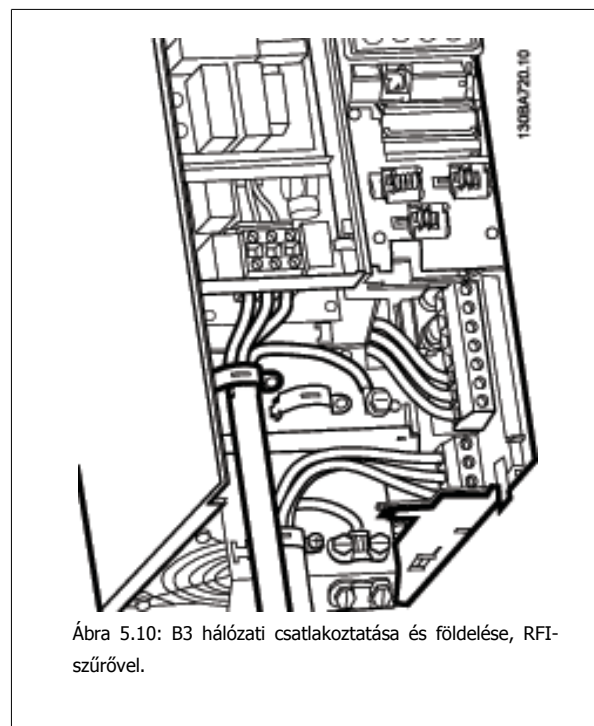 130BA720.10
Ábra 5.10: B3 hálózati csatlakoztatása és földelése, RFI-
szűrővel.